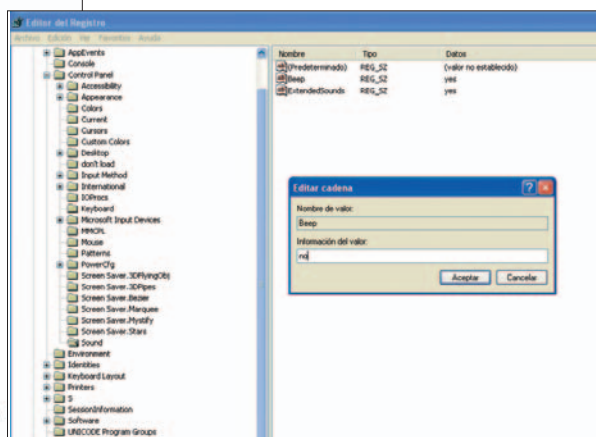 Editor del Registro
Archivo Edición Ver Favoritos Ayuda
AppEvents
Console
Control Panel
Accessibility
Appearance
Colors
Current
Cursors
Custom Colors
Desktop
don't load
Input Method
International
IOProcs
Keyboard
Microsoft Input Devices
MMCPL
Mouse
Patterns
PowerCfg
Screen Saver.3DFlyingObj
Screen Saver.3DPipes
Screen Saver.Bezier
Screen Saver.Marquee
Screen Saver.Mystify
Screen Saver.Stars
Sound
Environment
Identities
Keyboard Layout
Printers
S
SessionInformation
Software
UNICODE Program Groups
Nombre Tipo Datos
(Predeterminado) REG_SZ (valor no establecido)
Beep REG_SZ yes
ExtendedSounds REG_SZ yes
Editar cadena
Nombre de valor:
Beep
Información del valor:
no
Aceptar Cancelar